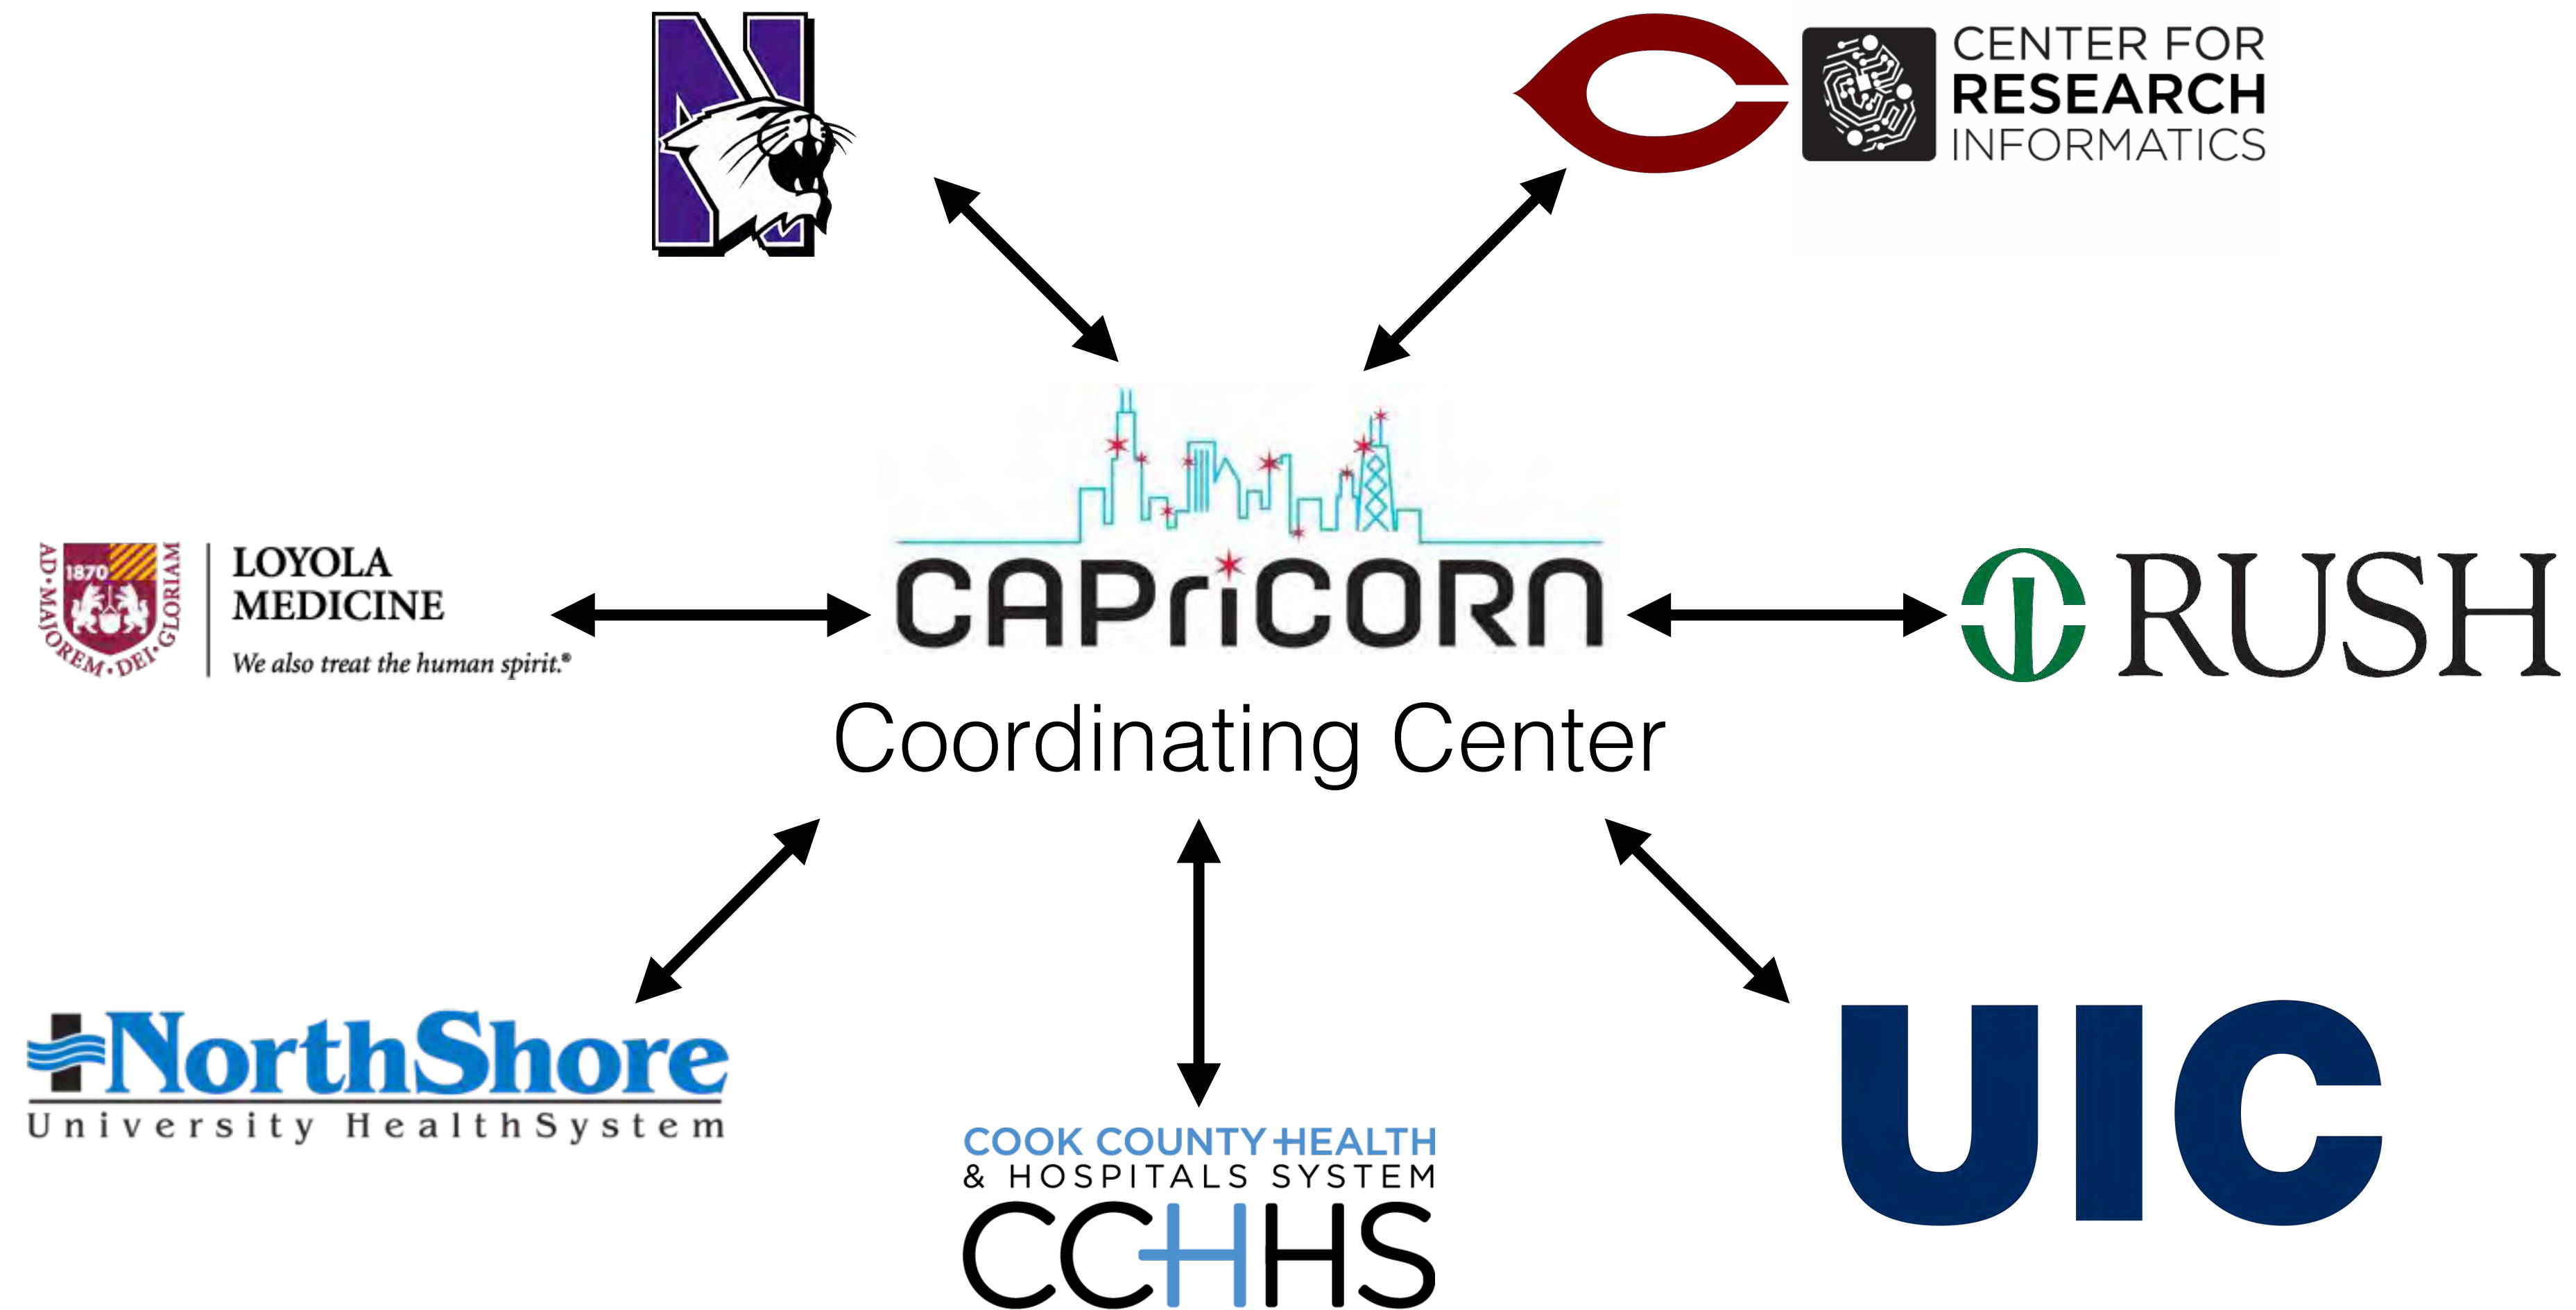 N
C
CENTER FOR
RESEARCH
INFORMATICS
CAPriCORN
Coordinating Center
AD · MAJOREM · DEI · GLORIAM
1870
LOYOLA
MEDICINE
We also treat the human spirit.®
RUSH
NorthShore
University HealthSystem
COOK COUNTY HEALTH
& HOSPITALS SYSTEM
CCHHS
UIC